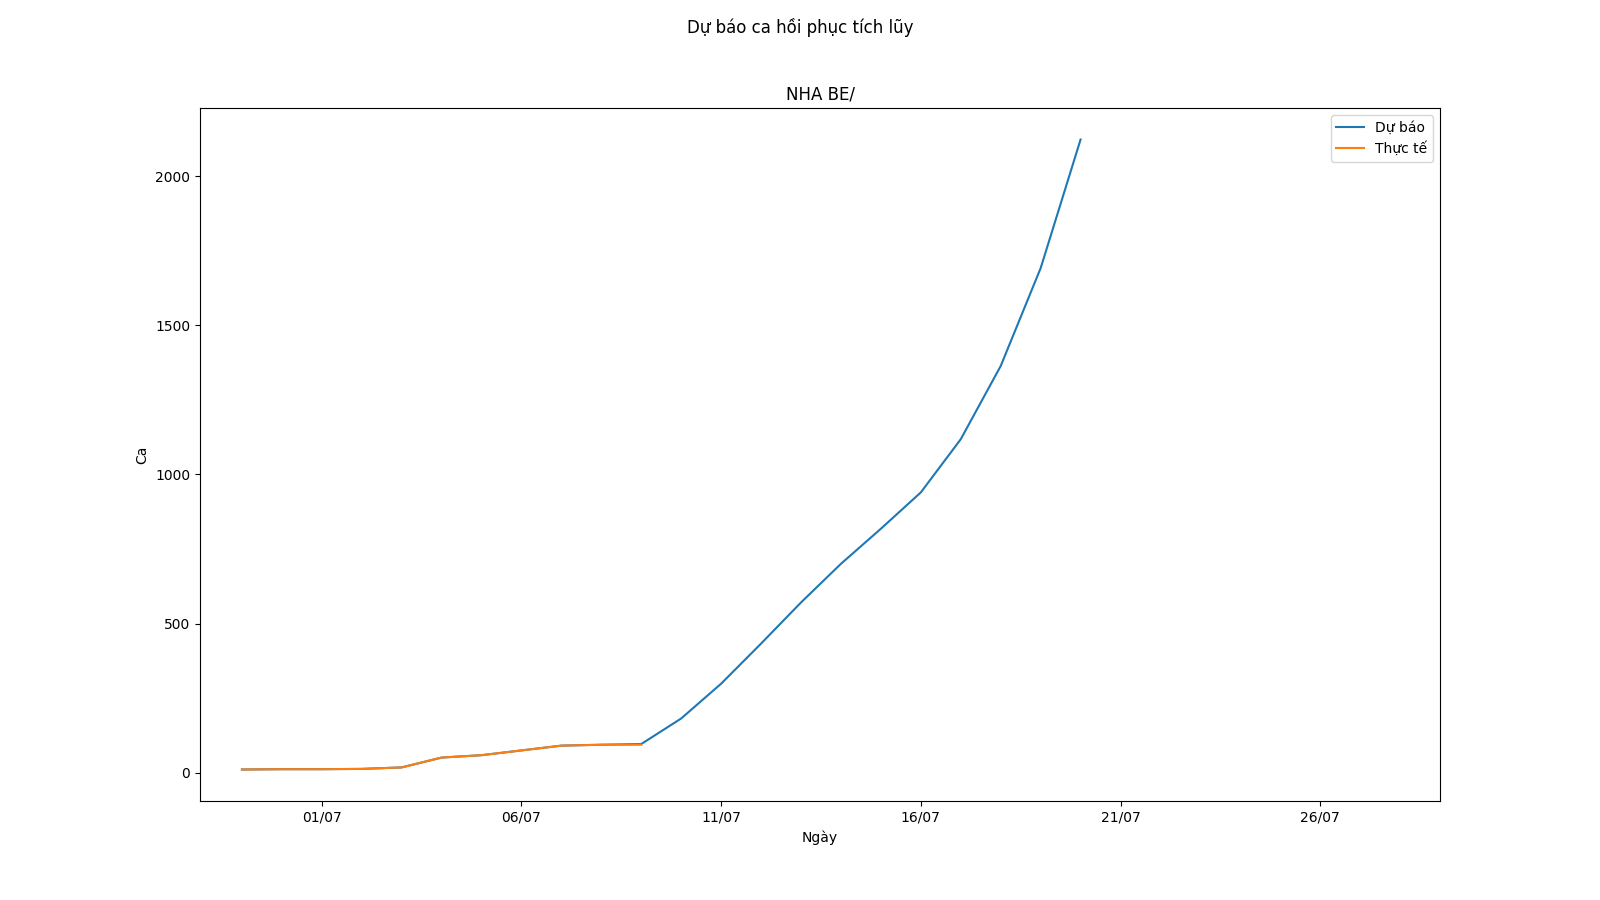 Dự báo ca hồi phục tích lũy
NHA BE/
Dự báo
Thực tế
2000
1500
1000
500
0
Ca
01/07
06/07
11/07
16/07
21/07
26/07
Ngày